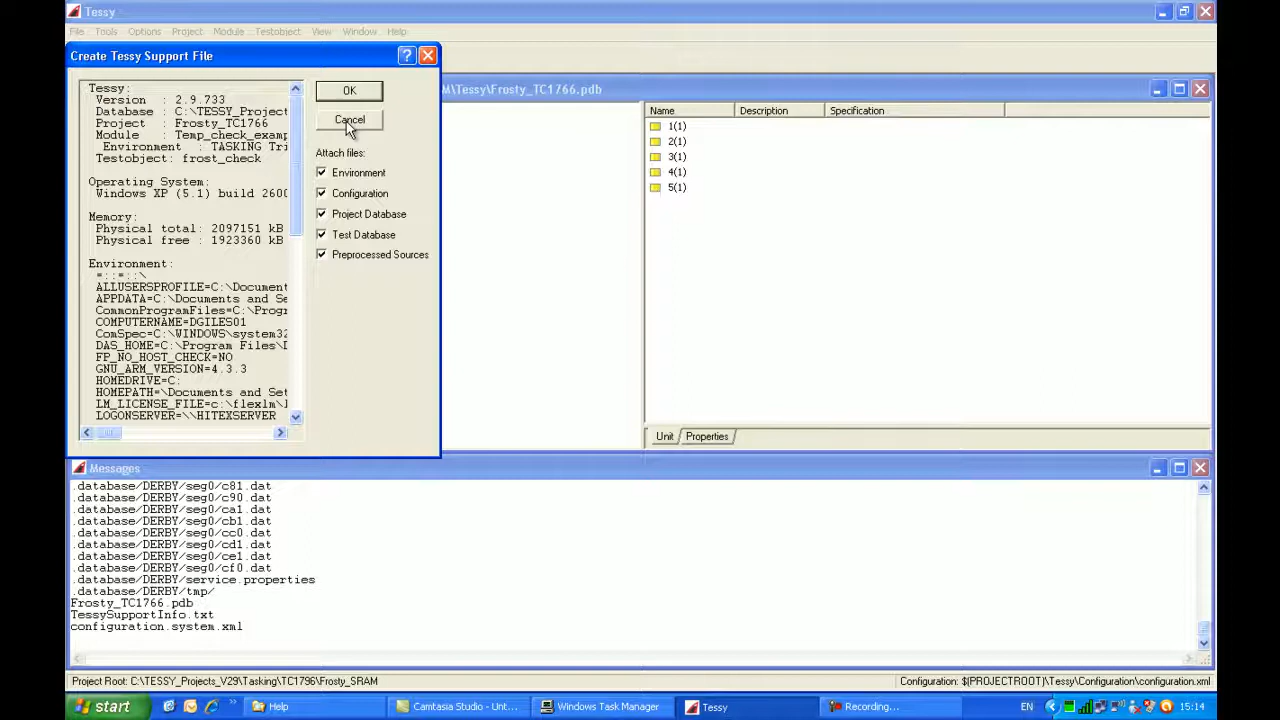 Tessy
File Tools Options Project Module Testobject View Window Help
Create Tessy Support File
M\Tessy\Frosty_TC1766.pdb
Tessy:
Version : 2.9.733
Database : C:\TESSY_Project
Project : Frosty_TC1766
Module : Temp_check_examp
Environment : TASKING Tri
Testobject: frost_check
Operating System:
Windows XP (5.1) build 2600
Memory:
Physical total: 2097151 kB
Physical free : 1923360 kB
Environment:
=::=::\
ALLUSERSPROFILE=C:\Document
APPDATA=C:\Documents and Se
CommonProgramFiles=C:\Progr
COMPUTERNAME=DGILES01
ComSpec=C:\WINDOWS\system32
DAS_HOME=C:\Program Files\D
FP_NO_HOST_CHECK=NO
GNU_ARM_VERSION=4.3.3
HOMEDRIVE=C:
HOMEPATH=\Documents and Set
LM_LICENSE_FILE=c:\flexlm\
LOGONSERVER=\\HITEXSERVER
OK
Cancel
Attach files:
Environment
Configuration
Project Database
Test Database
Preprocessed Sources
Name Description Specification
1(1)
2(1)
3(1)
4(1)
5(1)
Unit Properties
Messages
.database/DERBY/seg0/c81.dat
.database/DERBY/seg0/c90.dat
.database/DERBY/seg0/ca1.dat
.database/DERBY/seg0/cb1.dat
.database/DERBY/seg0/cc0.dat
.database/DERBY/seg0/cd1.dat
.database/DERBY/seg0/ce1.dat
.database/DERBY/seg0/cf0.dat
.database/DERBY/service.properties
.database/DERBY/tmp/
Frosty_TC1766.pdb
TessySupportInfo.txt
configuration.system.xml
Project Root: C:\TESSY_Projects_V29\Tasking\TC1796\Frosty_SRAM Configuration: $(PROJECTROOT)\Tessy\Configuration\configuration.xml
start Help Camtasia Studio - Unt... Windows Task Manager Tessy Recording... EN 15:14